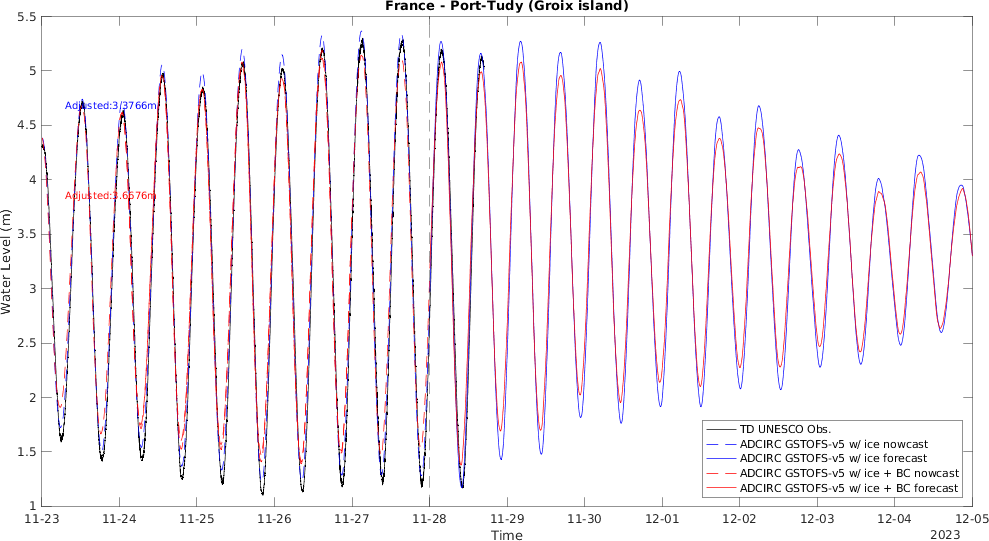 France - Port-Tudy (Groix island)
Water Level (m)
5.5
5
4.5
4
3.5
3
2.5
2
1.5
1
Adjusted:3.3766m
Adjusted:3.6576m
TD UNESCO Obs.
ADCIRC GSTOFS-v5 w/ ice nowcast
ADCIRC GSTOFS-v5 w/ ice forecast
ADCIRC GSTOFS-v5 w/ ice + BC nowcast
ADCIRC GSTOFS-v5 w/ ice + BC forecast
11-23 11-24 11-25 11-26 11-27 11-28 11-29 11-30 12-01 12-02 12-03 12-04 12-05
Time
2023